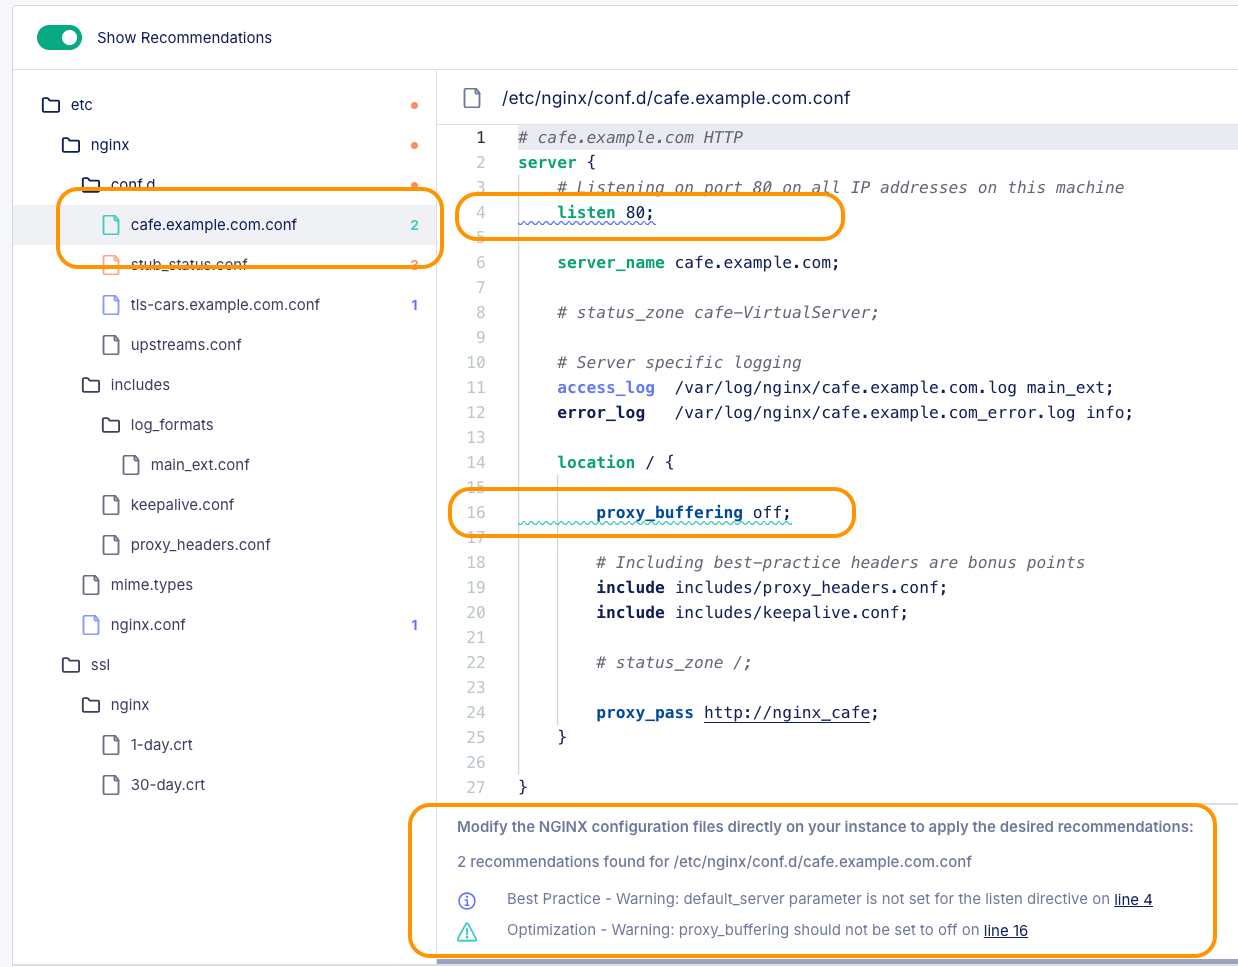 Show Recommendations
etc
nginx
conf.d
cafe.example.com.conf 2
stub_status.conf 3
tls-cars.example.com.conf 1
upstreams.conf
includes
log_formats
main_ext.conf
keepalive.conf
proxy_headers.conf
mime.types
nginx.conf 1
ssl
nginx
1-day.crt
30-day.crt
/etc/nginx/conf.d/cafe.example.com.conf
1 # cafe.example.com HTTP
2 server {
3 # Listening on port 80 on all IP addresses on this machine
4 listen 80;
5
6 server_name cafe.example.com;
7
8 # status_zone cafe-VirtualServer;
9
10 # Server specific logging
11 access_log /var/log/nginx/cafe.example.com.log main_ext;
12 error_log /var/log/nginx/cafe.example.com_error.log info;
13
14 location / {
15
16 proxy_buffering off;
17
18 # Including best-practice headers are bonus points
19 include includes/proxy_headers.conf;
20 include includes/keepalive.conf;
21
22 # status_zone /;
23
24 proxy_pass http://nginx_cafe;
25 }
26
27 }
Modify the NGINX configuration files directly on your instance to apply the desired recommendations:
2 recommendations found for /etc/nginx/conf.d/cafe.example.com.conf
Best Practice - Warning: default_server parameter is not set for the listen directive on line 4
Optimization - Warning: proxy_buffering should not be set to off on line 16